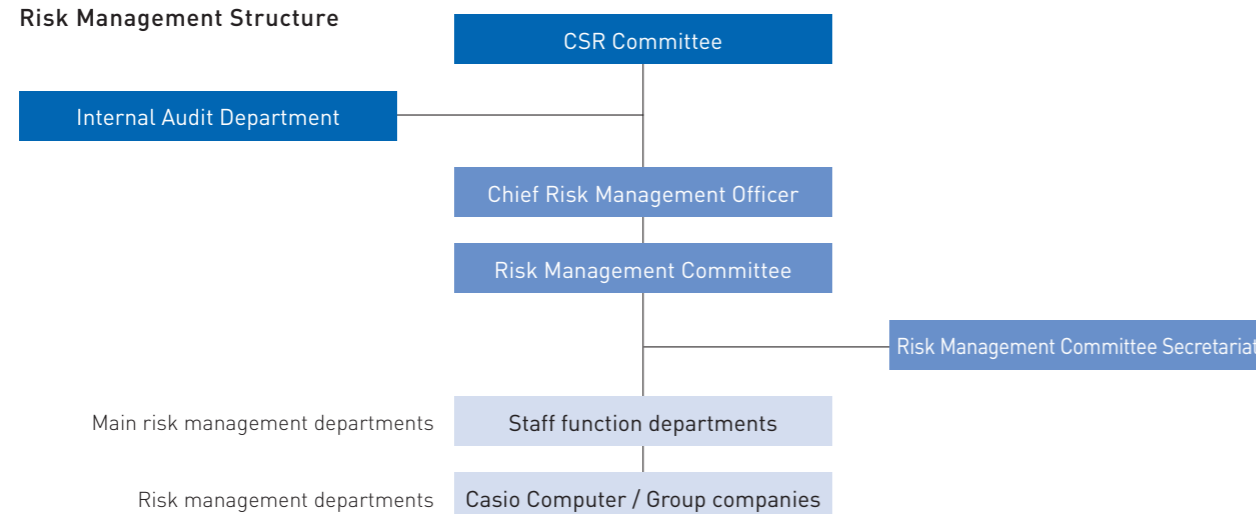 Risk Management Structure
CSR Committee
Internal Audit Department
Chief Risk Management Officer
Risk Management Committee
Risk Management Committee Secretariat
Main risk management departments
Staff function departments
Risk management departments
Casio Computer / Group companies